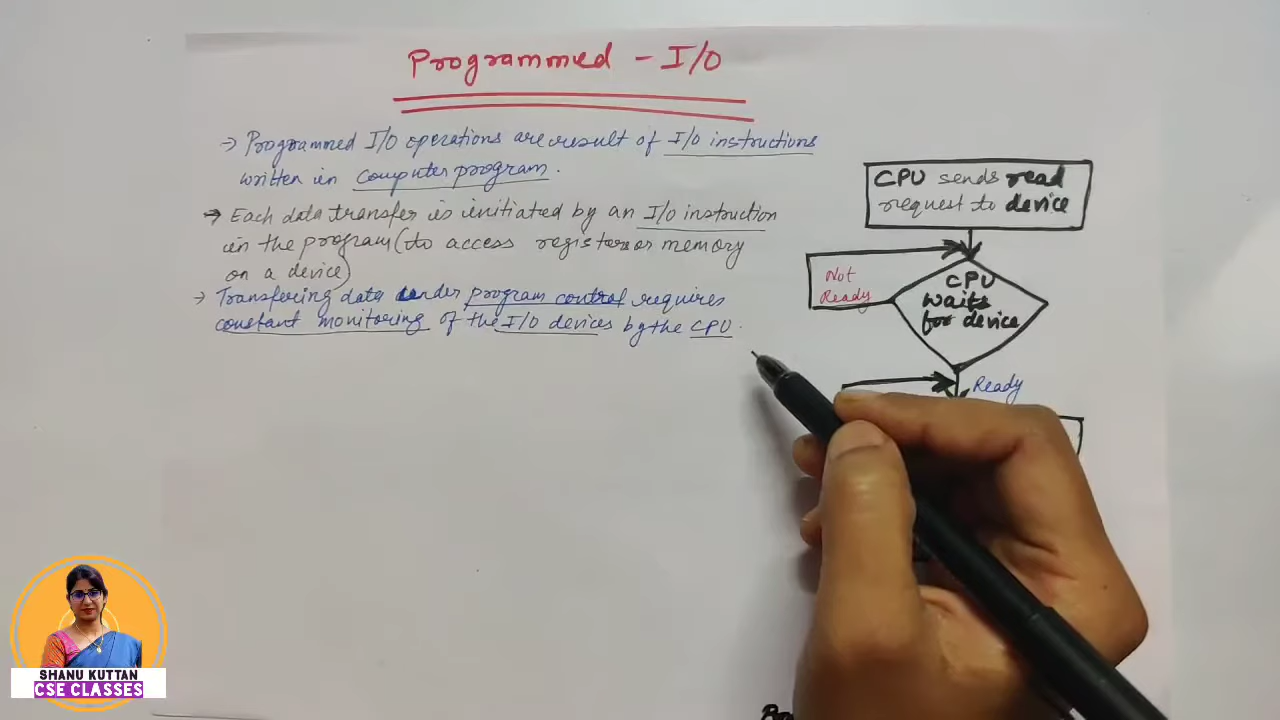 Programmed - I/O
→ Programmed I/O operations are result of I/O instructions
written in computer program.
→ Each data transfer is initiated by an I/O instruction
in the program (to access registers or memory
on a device)
→ Transfering data under program control requires
constant monitoring of the I/O devices by the CPU.
CPU sends read
request to device
Not
Ready
CPU
waits
for device
Ready
SHANU KUTTAN
CSE CLASSES